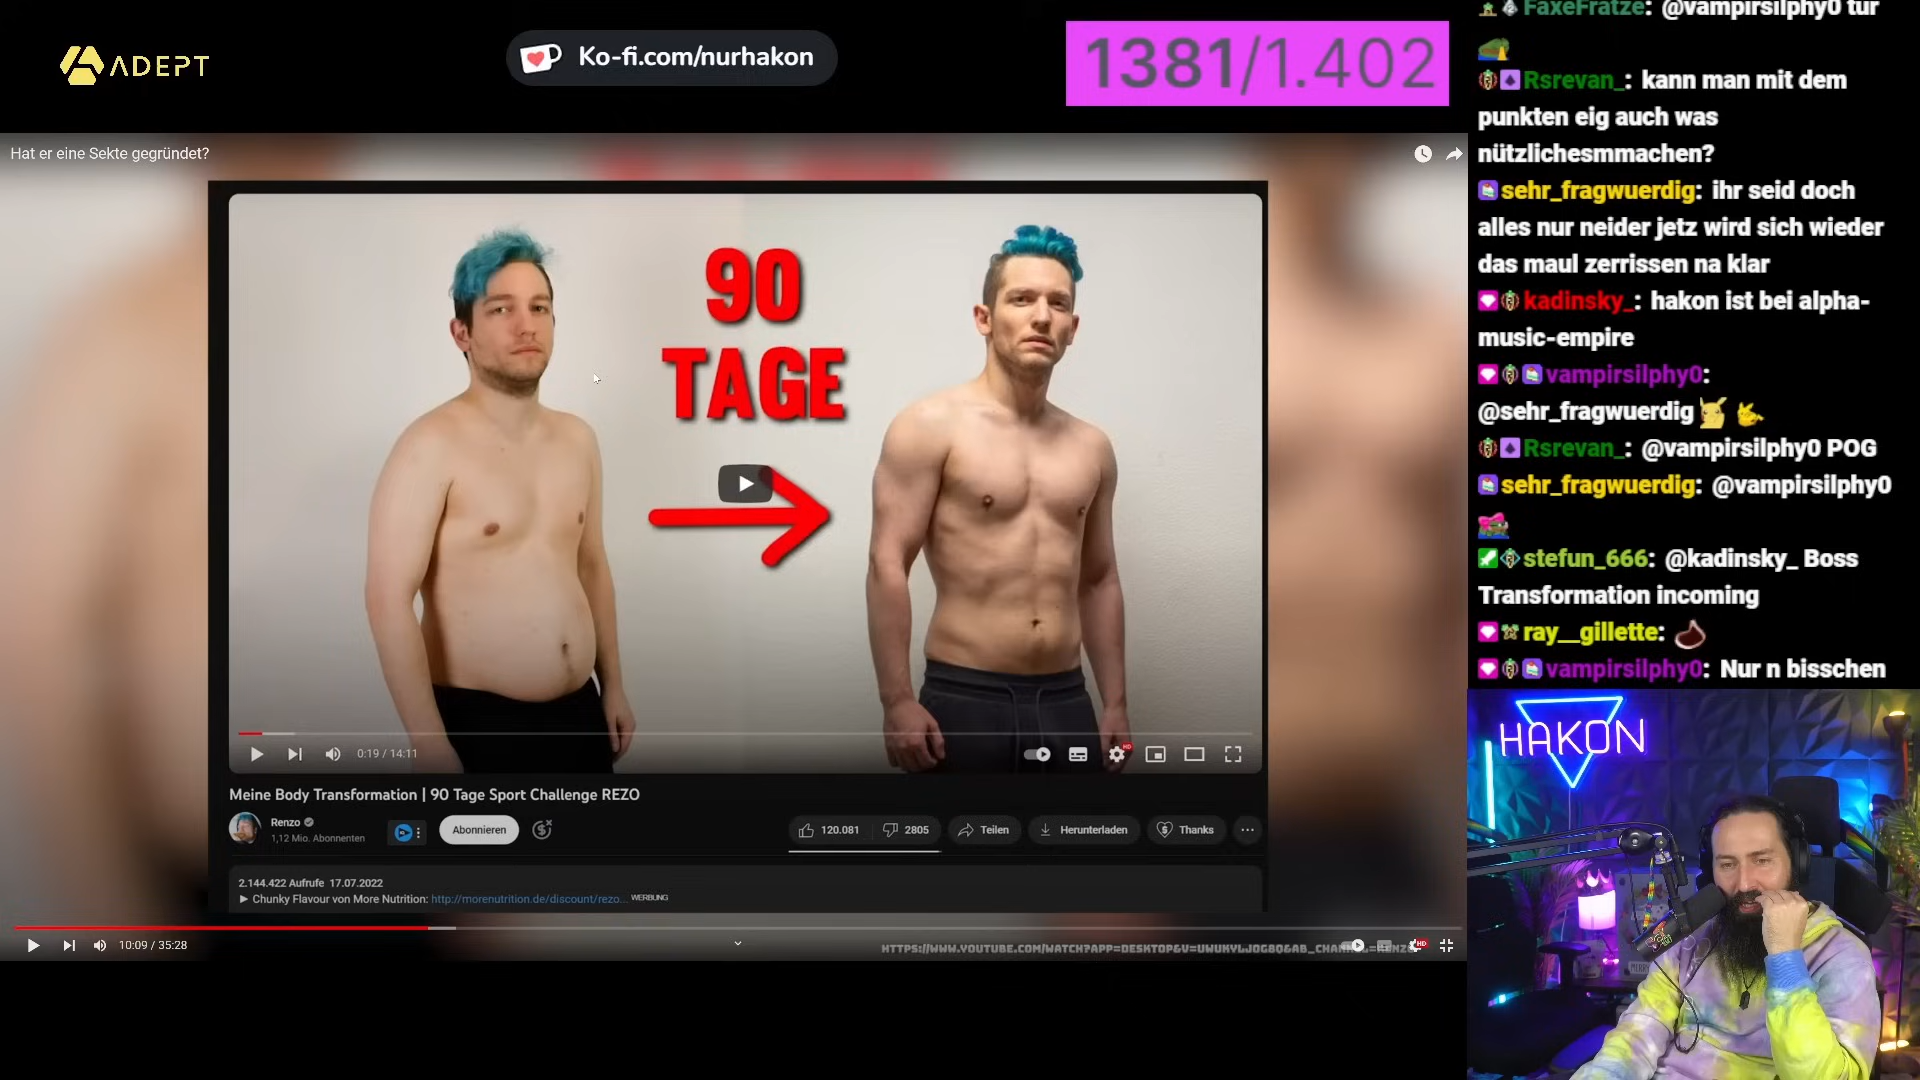 ADEPT
Ko-fi.com/nurhakon
1381/1.402
Hat er eine Sekte gegründet?
90
TAGE
0:19 / 14:11
HD
Meine Body Transformation | 90 Tage Sport Challenge REZO
Renzo
1,12 Mio. Abonnenten
Abonnieren
120.081
2805
Teilen
Herunterladen
Thanks
2.144.422 Aufrufe 17.07.2022
► Chunky Flavour von More Nutrition: http://morenutrition.de/discount/rezo... WERBUNG
10:09 / 35:28
HD
FaxeFratze: @vampirsilphy0 tur
Rsrevan_: kann man mit dem
punkten eig auch was
nützlichesmmachen?
sehr_fragwuerdig: ihr seid doch
alles nur neider jetz wird sich wieder
das maul zerrissen na klar
kadinsky_: hakon ist bei alpha-
music-empire
vampirsilphy0:
@sehr_fragwuerdig
Rsrevan_: @vampirsilphy0 POG
sehr_fragwuerdig: @vampirsilphy0
stefun_666: @kadinsky_ Boss
Transformation incoming
ray__gillette:
vampirsilphy0: Nur n bisschen
HAKON